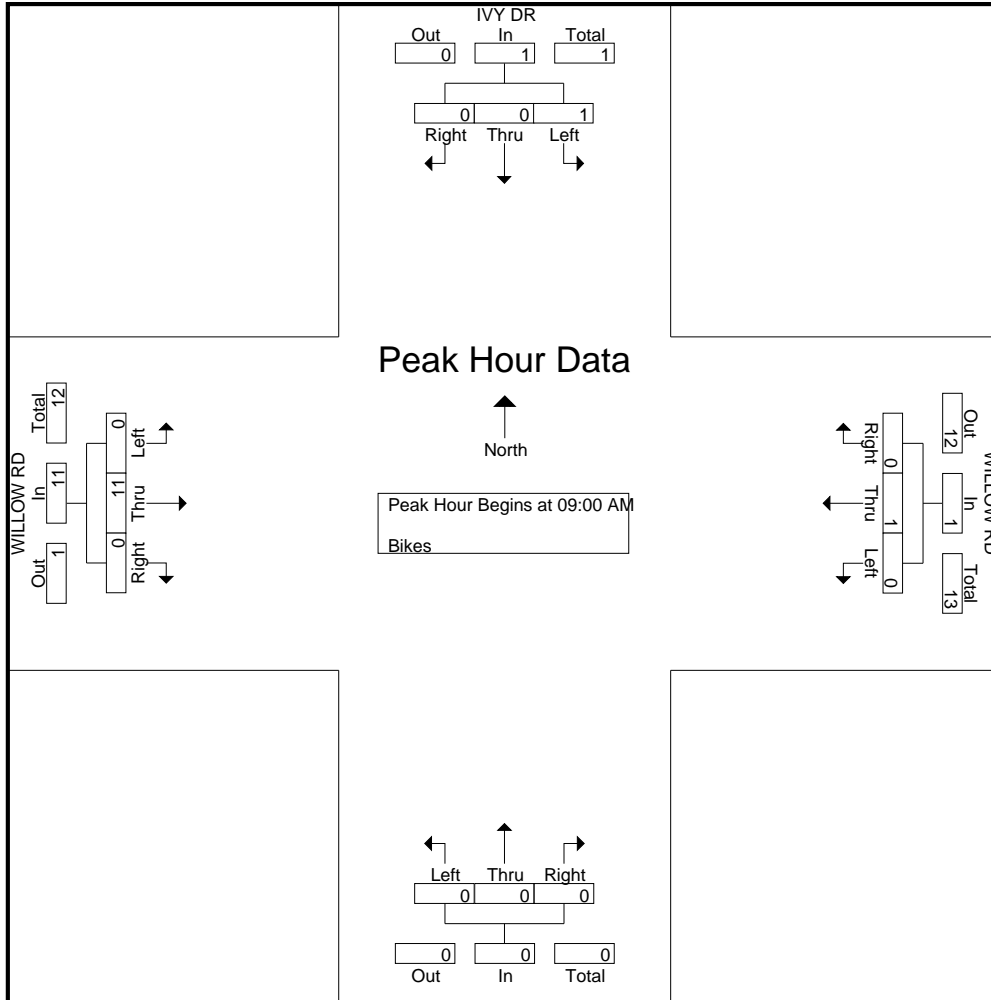 IVY DR
Out In Total
0 1 1
0 0 1
Right Thru Left
Peak Hour Data
North
Peak Hour Begins at 09:00 AM
Bikes
WILLOW RD
Total In Out
12 11 1
0 11 0
Left Thru Right
Right Thru Left
0 1 0
Out In Total
12 1 13
WILLOW RD
Left Thru Right
0 0 0
0 0 0
Out In Total